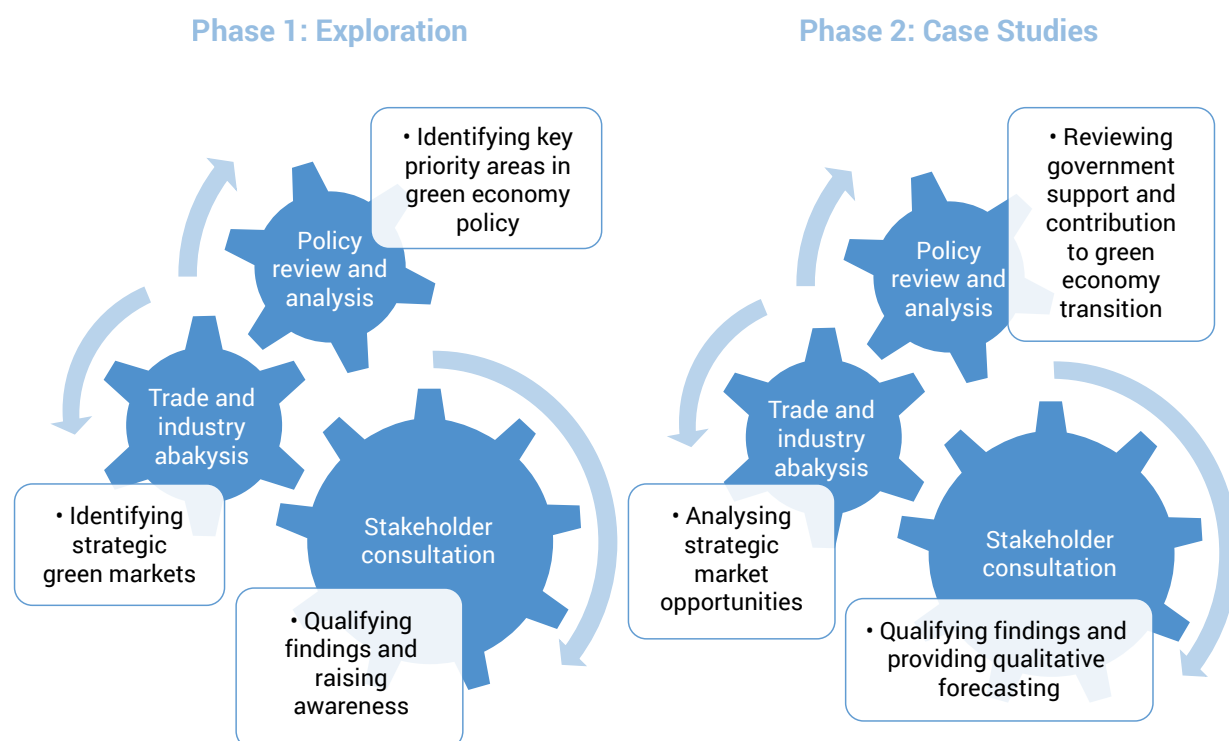 Phase 1: Exploration
• Identifying key
priority areas in
green economy
policy
Policy
review and
analysis
Trade and
industry
abakysis
• Identifying
strategic
green markets
Stakeholder
consultation
• Qualifying
findings and
raising
awareness
Phase 2: Case Studies
• Reviewing
government
support and
contribution
to green
economy
transition
Policy
review and
analysis
Trade and
industry
abakysis
• Analysing
strategic
market
opportunities
Stakeholder
consultation
• Qualifying findings and
providing qualitative
forecasting